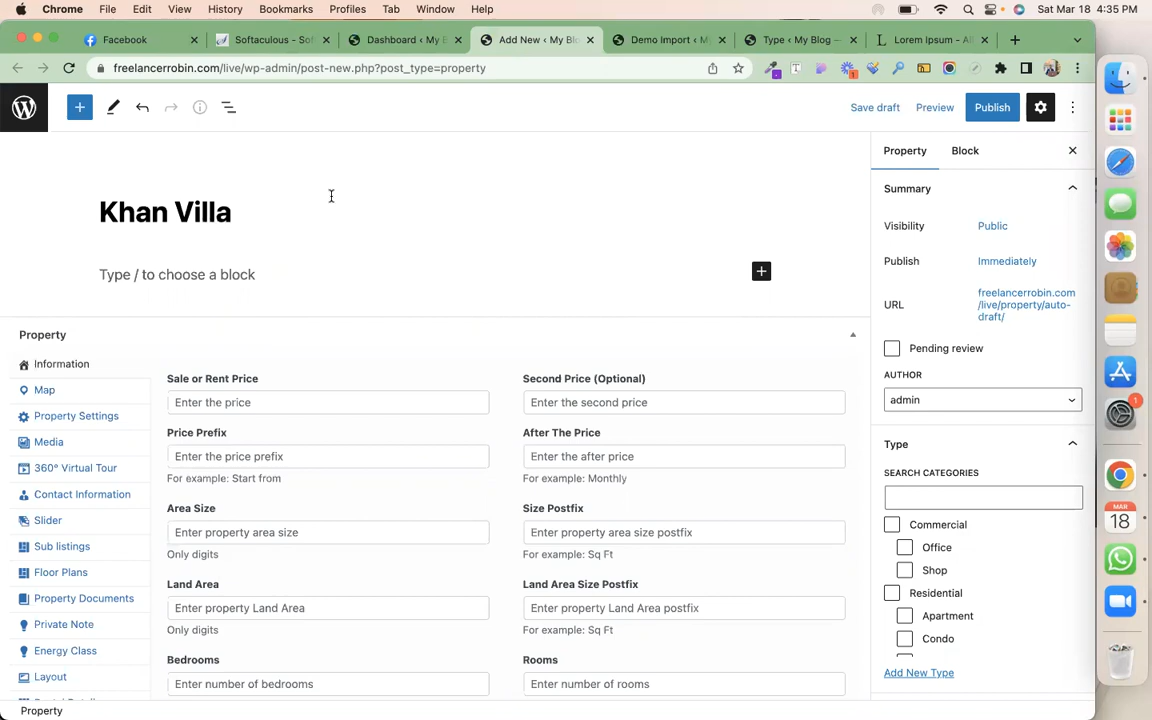 Chrome File Edit View History Bookmarks Profiles Tab Window Help Sat Mar 18 4:35 PM
Facebook Softaculous - Sof Dashboard < My B Add New < My Blo Demo Import < M Type < My Blog — Lorem Ipsum - All
freelancerrobin.com/live/wp-admin/post-new.php?post_type=property
Save draft Preview Publish
Khan Villa
Type / to choose a block
Property
Information
Map
Property Settings
Media
360° Virtual Tour
Contact Information
Slider
Sub listings
Floor Plans
Property Documents
Private Note
Energy Class
Layout
Sale or Rent Price
Enter the price
Second Price (Optional)
Enter the second price
Price Prefix
Enter the price prefix
For example: Start from
After The Price
Enter the after price
For example: Monthly
Area Size
Enter property area size
Only digits
Size Postfix
Enter property area size postfix
For example: Sq Ft
Land Area
Enter property Land Area
Only digits
Land Area Size Postfix
Enter property Land Area postfix
For example: Sq Ft
Bedrooms
Enter number of bedrooms
Rooms
Enter number of rooms
Property
Property Block
Summary
Visibility Public
Publish Immediately
URL freelancerrobin.com
/live/property/auto-
draft/
Pending review
AUTHOR
admin
Type
SEARCH CATEGORIES
Commercial
Office
Shop
Residential
Apartment
Condo
Add New Type
1
MAR
18